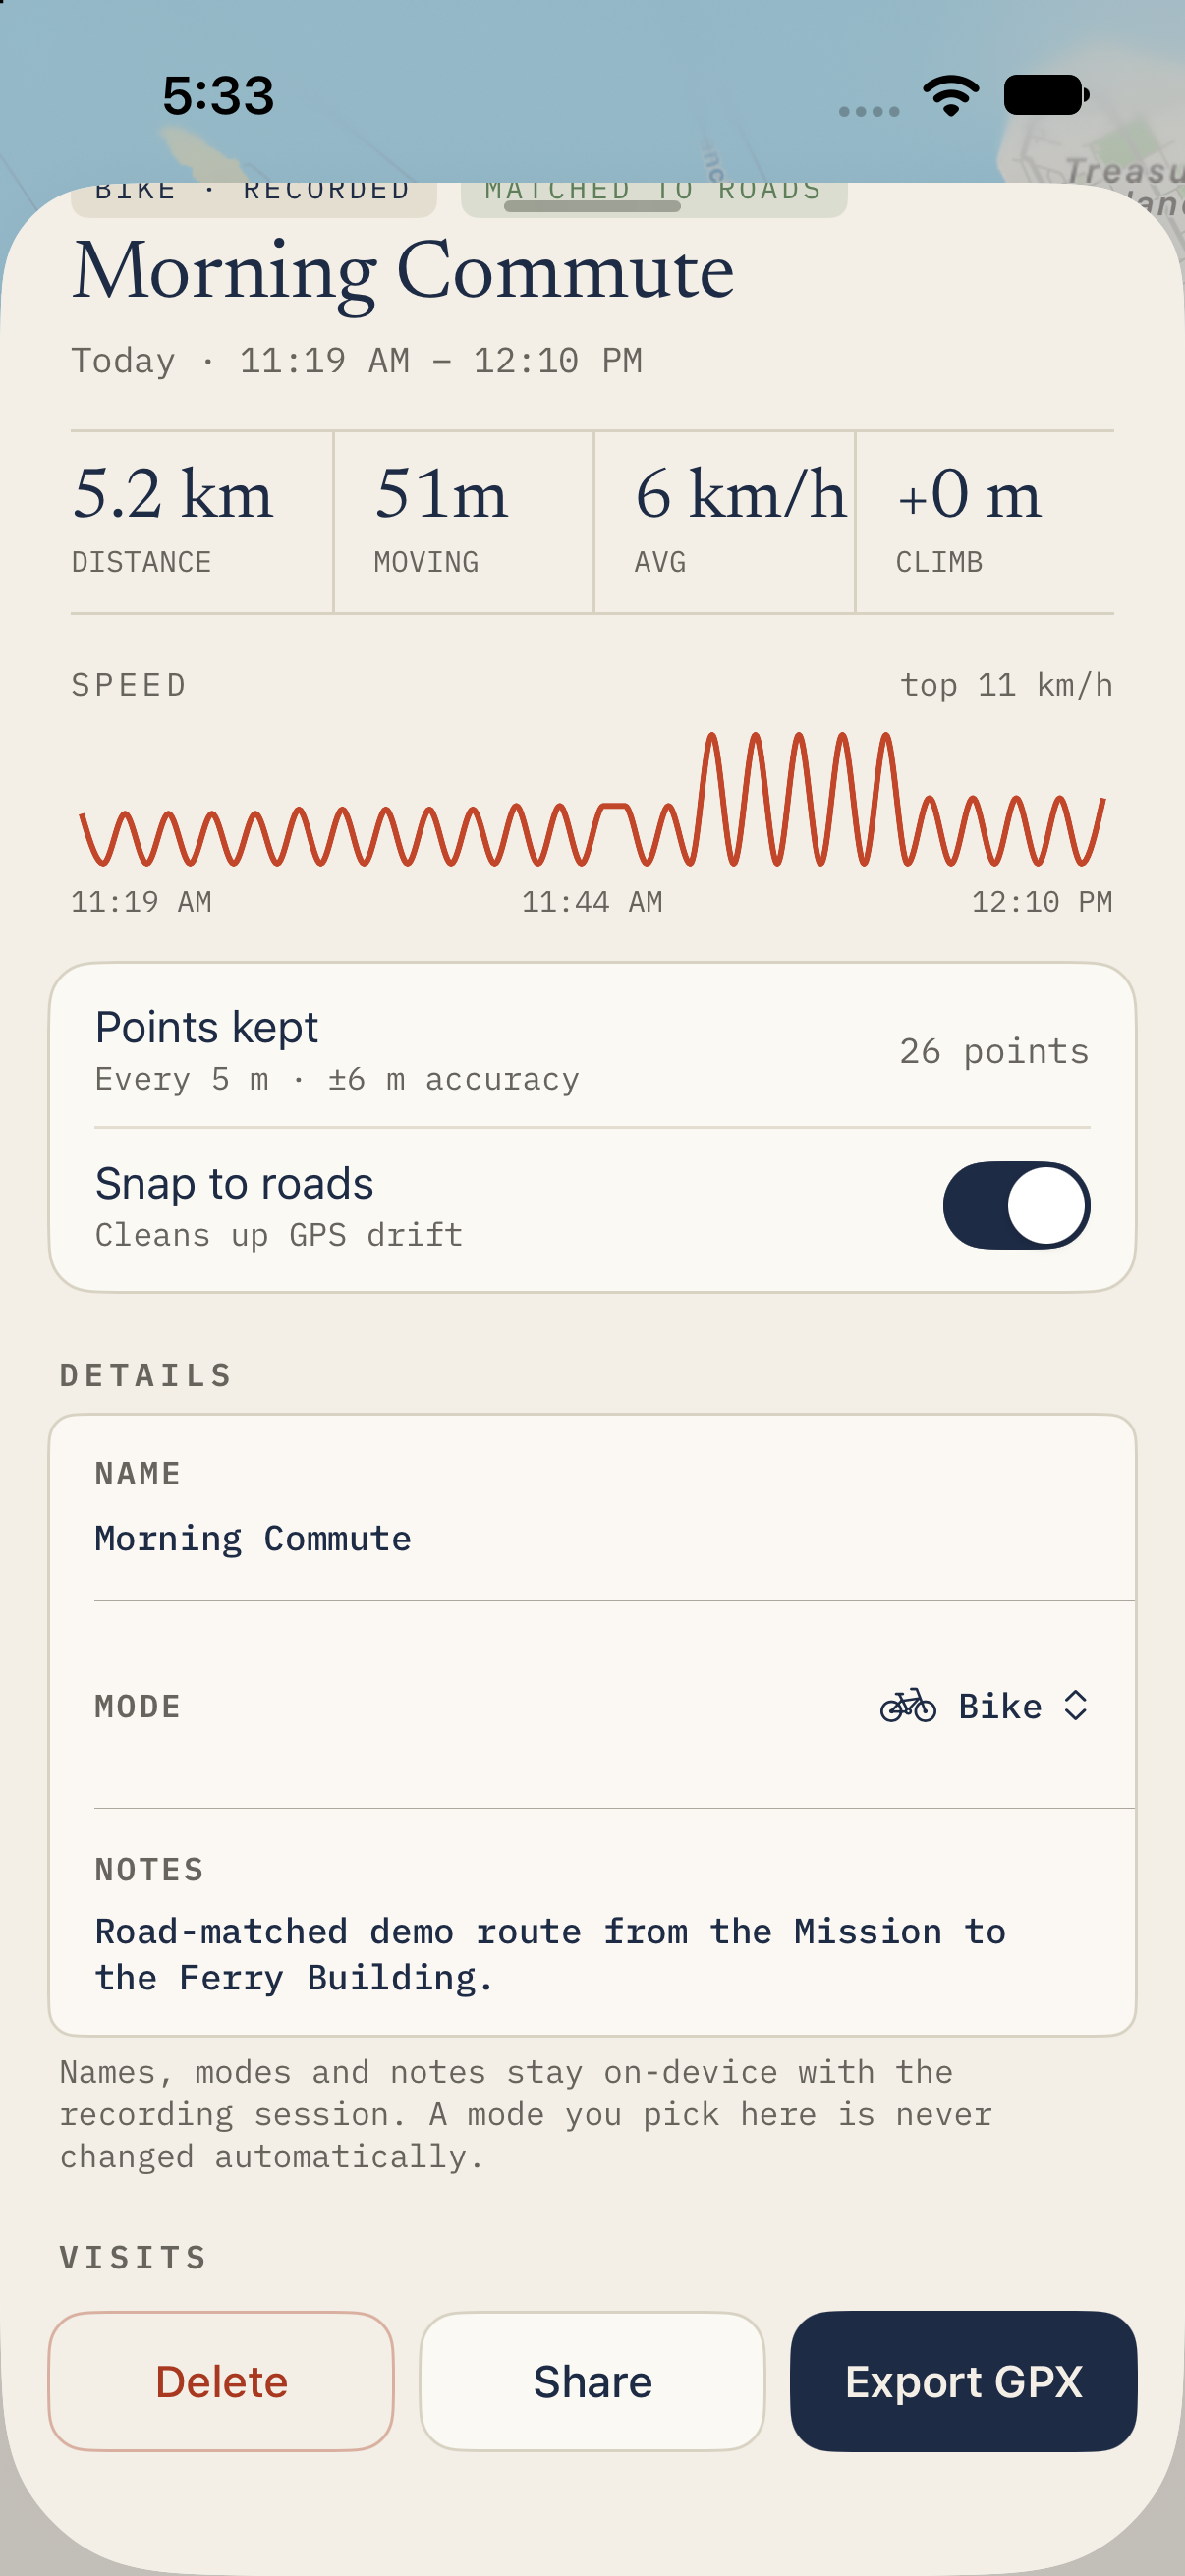 5:33
Treasu
lan
BIKE · RECORDED
MATCHED TO ROADS
Morning Commute
Today · 11:19 AM – 12:10 PM
5.2 km
51m
6 km/h
+0 m
DISTANCE
MOVING
AVG
CLIMB
SPEED
top 11 km/h
11:19 AM
11:44 AM
12:10 PM
Points kept
Every 5 m · ±6 m accuracy
26 points
Snap to roads
Cleans up GPS drift
DETAILS
NAME
Morning Commute
MODE
Bike
NOTES
Road-matched demo route from the Mission to
the Ferry Building.
Names, modes and notes stay on-device with the
recording session. A mode you pick here is never
changed automatically.
VISITS
Delete
Share
Export GPX